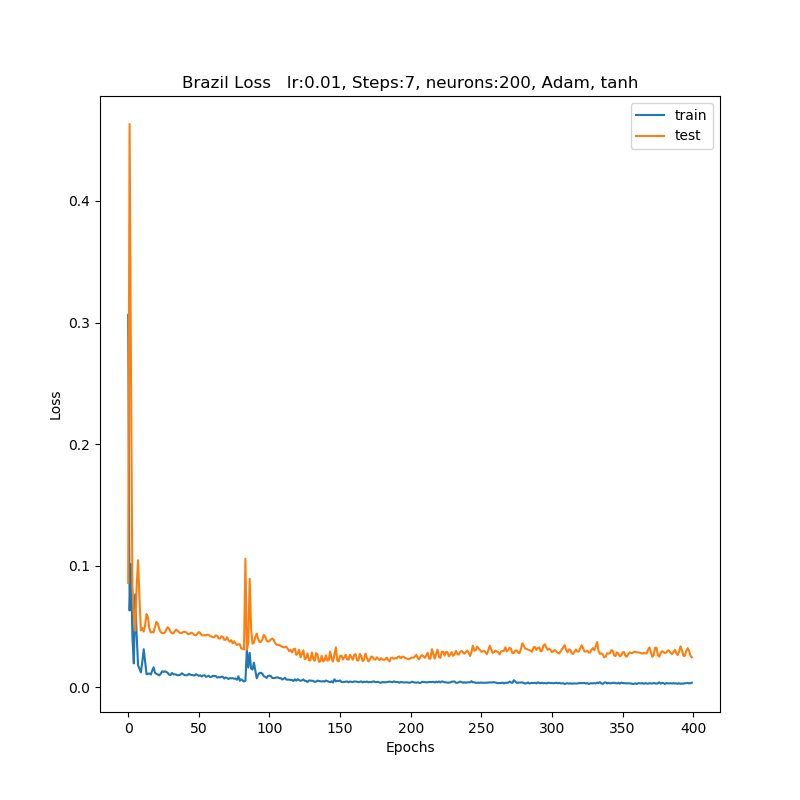 Brazil Loss   lr:0.01, Steps:7, neurons:200, Adam, tanh
train
test
0.4
0.3
0.2
0.1
0.0
Loss
0 50 100 150 200 250 300 350 400
Epochs